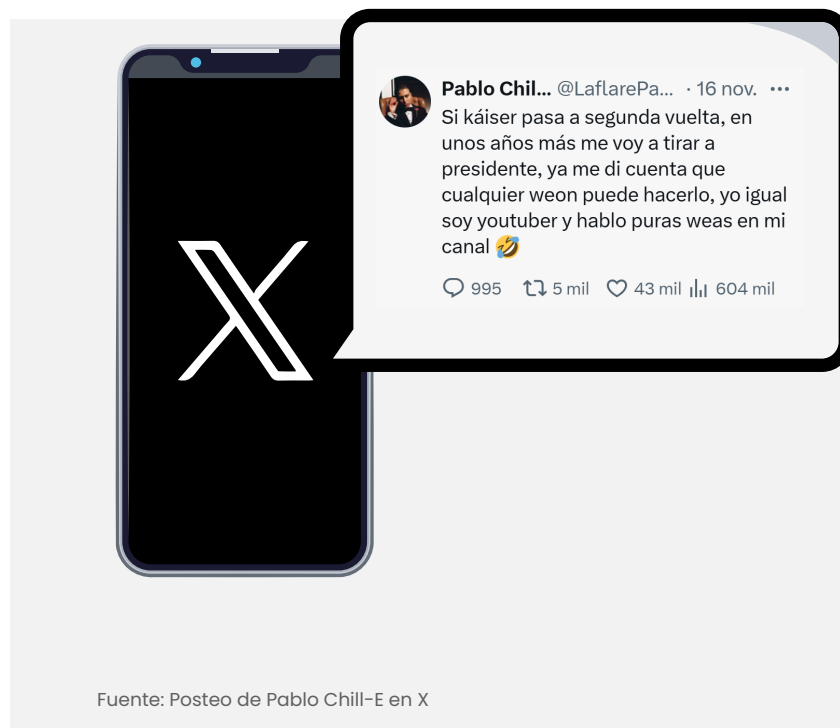 Pablo Chil... @LaflarePa... · 16 nov. •••
Si káiser pasa a segunda vuelta, en
unos años más me voy a tirar a
presidente, ya me di cuenta que
cualquier weon puede hacerlo, yo igual
soy youtuber y hablo puras weas en mi
canal 🤣
995 5 mil 43 mil 604 mil
Fuente: Posteo de Pablo Chill-E en X